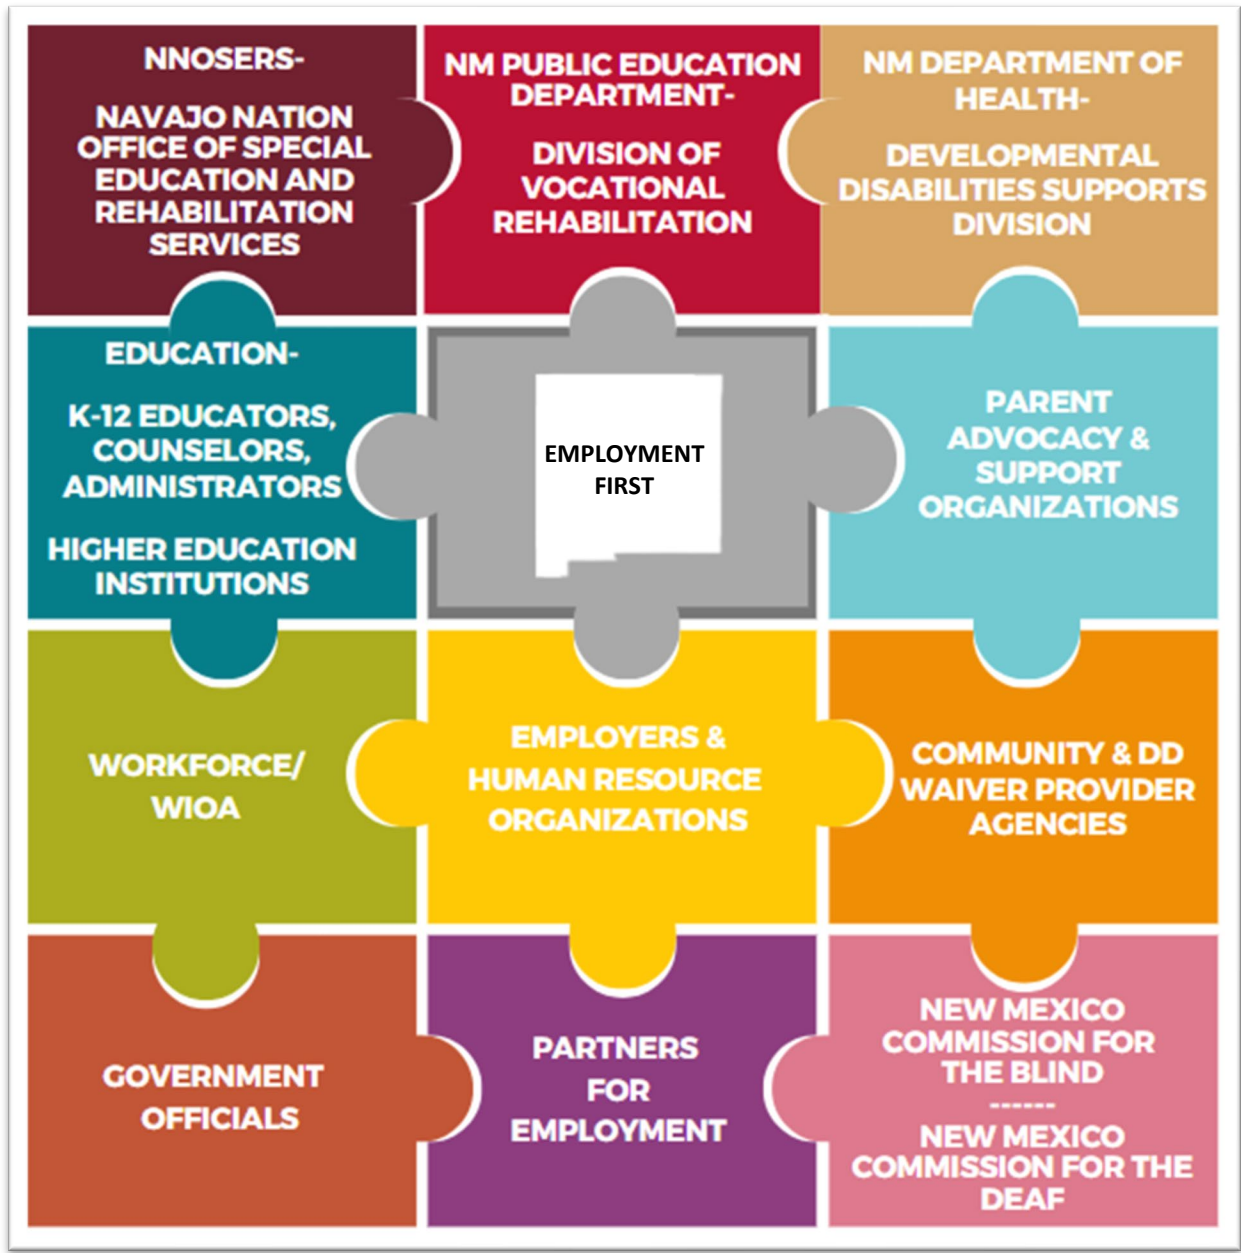 NNOSERS-
NAVAJO NATION
OFFICE OF SPECIAL
EDUCATION AND
REHABILITATION
SERVICES
NM PUBLIC EDUCATION
DEPARTMENT-
DIVISION OF
VOCATIONAL
REHABILITATION
NM DEPARTMENT OF
HEALTH-
DEVELOPMENTAL
DISABILITIES SUPPORTS
DIVISION
EDUCATION-
K-12 EDUCATORS,
COUNSELORS,
ADMINISTRATORS
HIGHER EDUCATION
INSTITUTIONS
EMPLOYMENT
FIRST
PARENT
ADVOCACY &
SUPPORT
ORGANIZATIONS
WORKFORCE/
WIOA
EMPLOYERS &
HUMAN RESOURCE
ORGANIZATIONS
COMMUNITY & DD
WAIVER PROVIDER
AGENCIES
GOVERNMENT
OFFICIALS
PARTNERS
FOR
EMPLOYMENT
NEW MEXICO
COMMISSION FOR
THE BLIND
------
NEW MEXICO
COMMISSION FOR THE
DEAF